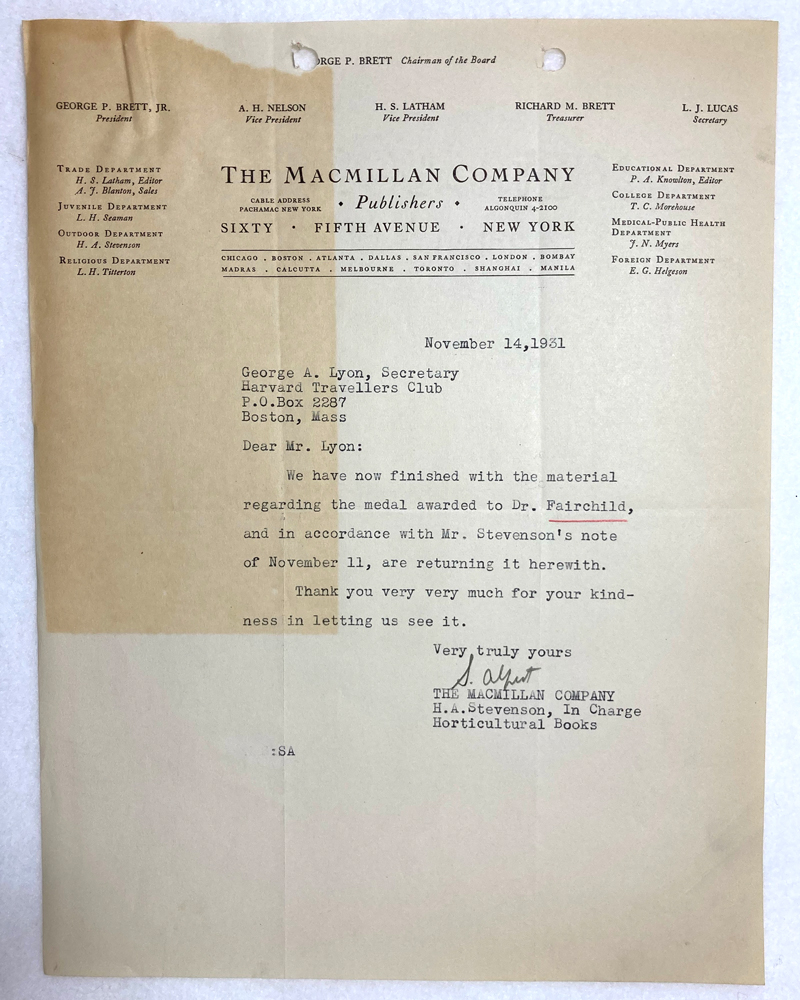 ORGE P. BRETT Chairman of the Board
GEORGE P. BRETT, JR.
President
A. H. NELSON
Vice President
H. S. LATHAM
Vice President
RICHARD M. BRETT
Treasurer
L. J. LUCAS
Secretary
TRADE DEPARTMENT
H. S. Latham, Editor
A. J. Blanton, Sales
JUVENILE DEPARTMENT
L. H. Seaman
OUTDOOR DEPARTMENT
H. A. Stevenson
RELIGIOUS DEPARTMENT
L. H. Titterton
THE MACMILLAN COMPANY
CABLE ADDRESS
PACHAMAC NEW YORK
Publishers
TELEPHONE
ALGONQUIN 4-2100
SIXTY · FIFTH AVENUE · NEW YORK
CHICAGO . BOSTON . ATLANTA . DALLAS . SAN FRANCISCO . LONDON . BOMBAY
MADRAS . CALCUTTA . MELBOURNE . TORONTO . SHANGHAI . MANILA
EDUCATIONAL DEPARTMENT
P. A. Knowlton, Editor
COLLEGE DEPARTMENT
T. C. Morehouse
MEDICAL-PUBLIC HEALTH
DEPARTMENT
J. N. Myers
FOREIGN DEPARTMENT
E. G. Helgeson
November 14,1931
George A. Lyon, Secretary
Harvard Travellers Club
P.O.Box 2287
Boston, Mass
Dear Mr. Lyon:
We have now finished with the material
regarding the medal awarded to Dr. Fairchild,
and in accordance with Mr. Stevenson's note
of November 11, are returning it herewith.
Thank you very very much for your kind-
ness in letting us see it.
Very truly yours
S.
THE MACMILLAN COMPANY
H.A.Stevenson, In Charge
Horticultural Books
:SA